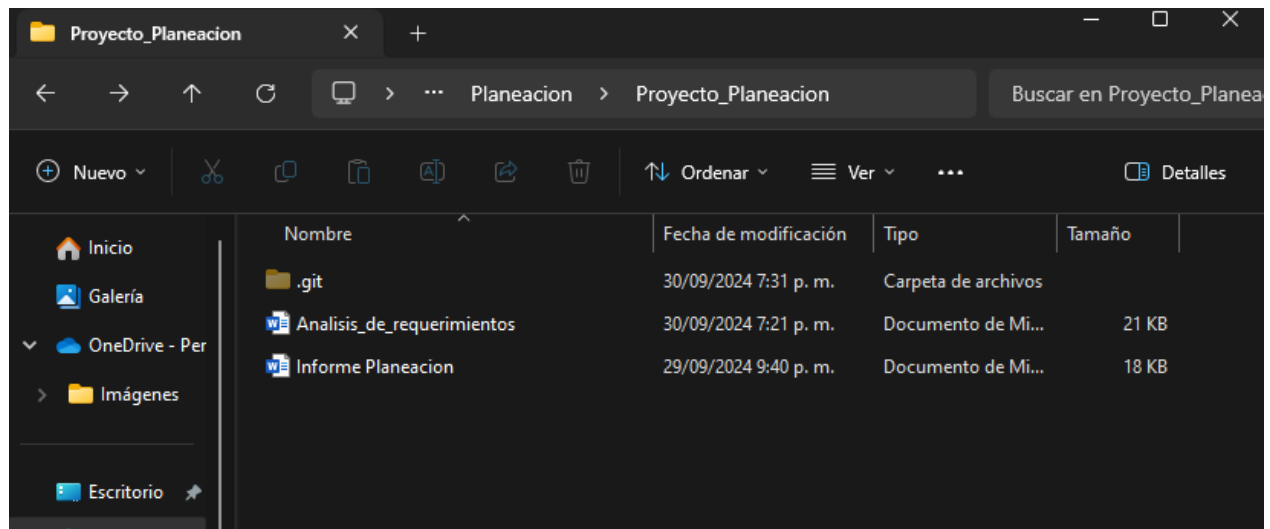 Proyecto_Planeacion
Planeacion > Proyecto_Planeacion Buscar en Proyecto_Planea
Nuevo Ordenar Ver ... Detalles
Nombre Fecha de modificación Tipo Tamaño
Inicio
.git 30/09/2024 7:31 p. m. Carpeta de archivos
Galería
Analisis_de_requerimientos 30/09/2024 7:21 p. m. Documento de Mi... 21 KB
OneDrive - Per
Informe Planeacion 29/09/2024 9:40 p. m. Documento de Mi... 18 KB
Imágenes
Escritorio